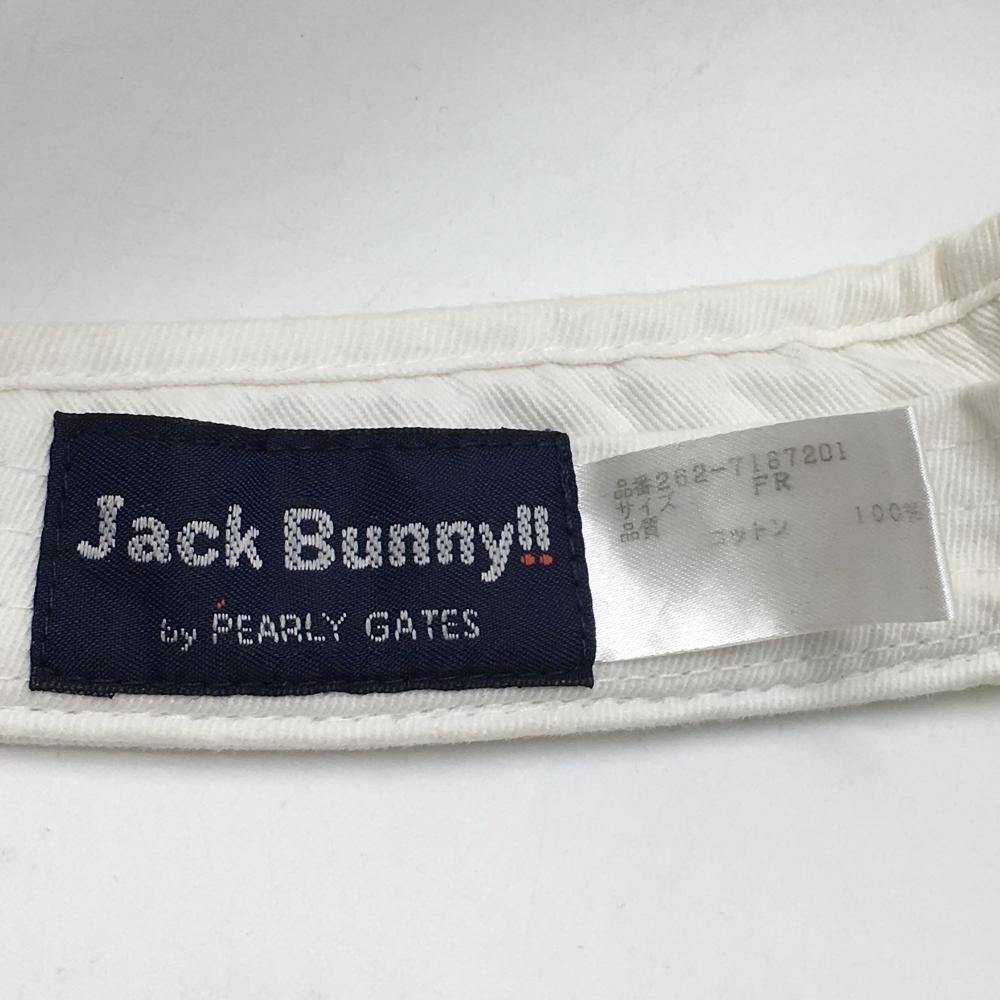 Jack Bunny!!
by PEARLY GATES
品番262-7167201
サイズ FR
品質 コットン 100%